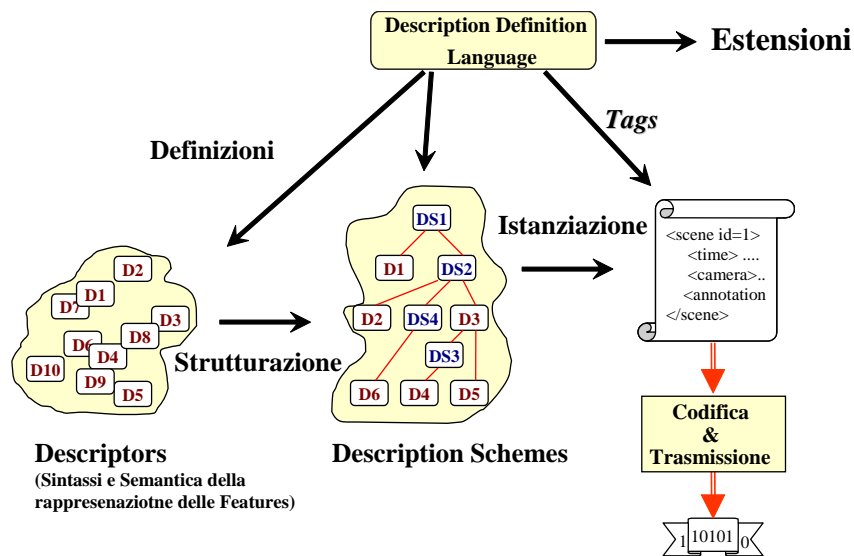 Description Definition
Language
Estensioni
Tags
Definizioni
Istanziazione
DS1
D1
DS2
D2
DS4
D3
DS3
D6
D4
D5
D2
D1
D7
D3
D8
D6
D4
D10
D9
D5
Strutturazione
<scene id=1>
<time> ....
<camera>..
<annotation
</scene>
Descriptors
(Sintassi e Semantica della
rappresenaziotne delle Features)
Description Schemes
Codifica
&
Trasmissione
1 10101 0